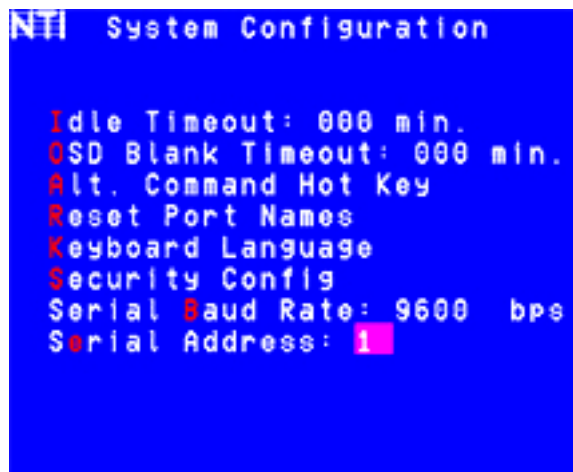 NTI System Configuration
Idle Timeout: 000 min.
OSD Blank Timeout: 000 min.
Alt. Command Hot Key
Reset Port Names
Keyboard Language
Security Config
Serial Baud Rate: 9600 bps
Serial Address: 1